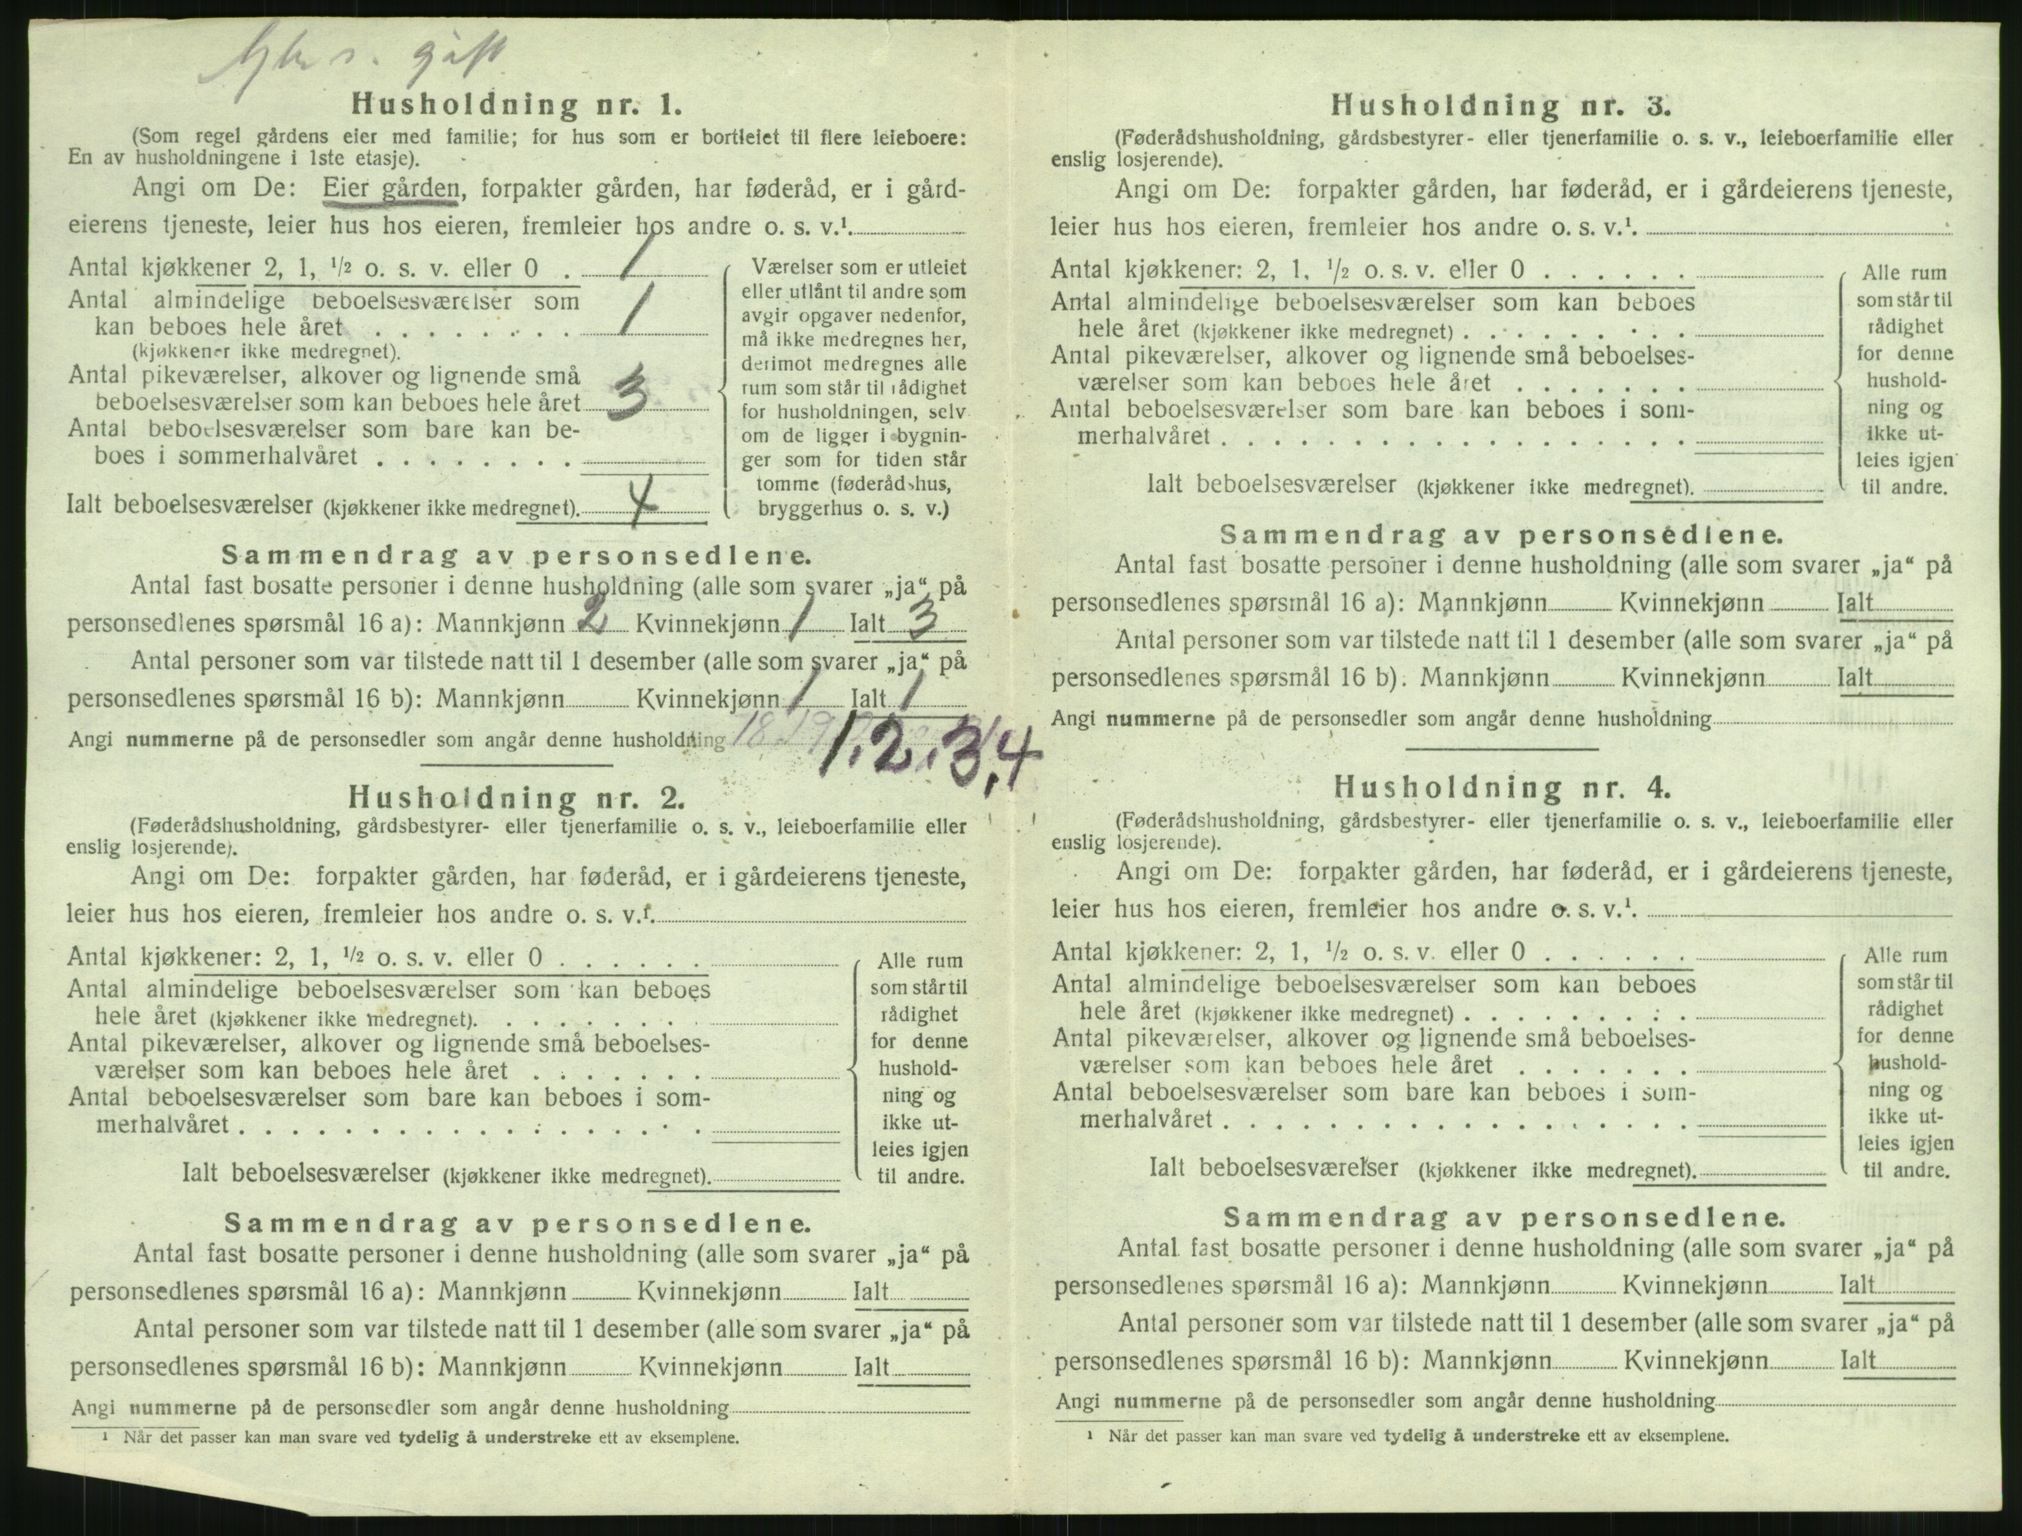 gift
Husholdning nr. 1.
(Som regel gårdens eier med familie; for hus som er bortleiet til flere leieboere:
En av husholdningene i 1ste etasje).
Angi om De: Eier gården, forpakter gården, har føderåd, er i gård-
eierens tjeneste, leier hus hos eieren, fremleier hos andre o. s. v.¹
Antal kjøkkener 2, 1, ½ o. s. v. eller 0 . 1
Antal almindelige beboelsesværelser som
kan beboes hele året . . . . . . . . 1
(kjøkkener ikke medregnet).
Antal pikeværelser, alkover og lignende små
beboelsesværelser som kan beboes hele året 3
Antal beboelsesværelser som bare kan be-
boes i sommerhalvåret . . . . . . . .
Ialt beboelsesværelser (kjøkkener ikke medregnet). 4
Værelser som er utleiet
eller utlånt til andre som
avgir opgaver nedenfor,
må ikke medregnes her,
derimot medregnes alle
rum som står til rådighet
for husholdningen, selv
om de ligger i bygnin-
ger som for tiden står
tomme (føderådshus,
bryggerhus o. s. v.)
Sammendrag av personsedlene.
Antal fast bosatte personer i denne husholdning (alle som svarer „ja“ på
personsedlenes spørsmål 16 a): Mannkjønn 2 Kvinnekjønn 1 Ialt 3
Antal personer som var tilstede natt til 1 desember (alle som svarer „ja“ på
personsedlenes spørsmål 16 b): Mannkjønn Kvinnekjønn 1 Ialt 1
Angi nummerne på de personsedler som angår denne husholdning 18 19 1, 2, 3, 4
Husholdning nr. 2.
(Føderådshusholdning, gårdsbestyrer- eller tjenerfamilie o. s. v., leieboerfamilie eller
enslig losjerende).
Angi om De: forpakter gården, har føderåd, er i gårdeierens tjeneste,
leier hus hos eieren, fremleier hos andre o. s. v.¹.
Antal kjøkkener: 2, 1, ½ o. s. v. eller 0 . . . . . .
Antal almindelige beboelsesværelser som kan beboes
hele året (kjøkkener ikke medregnet). . . . . . . . .
Antal pikeværelser, alkover og lignende små beboelses-
værelser som kan beboes hele året . . . . . . .
Antal beboelsesværelser som bare kan beboes i som-
merhalvåret . . . . . . . . . . . . . . . . . .
Ialt beboelsesværelser (kjøkkener ikke medregnet).
Alle rum
som står til
rådighet
for denne
hushold-
ning og
ikke ut-
leies igjen
til andre.
Sammendrag av personsedlene.
Antal fast bosatte personer i denne husholdning (alle som svarer „ja“ på
personsedlenes spørsmål 16 a): Mannkjønn Kvinnekjønn Ialt
Antal personer som var tilstede natt til 1 desember (alle som svarer „ja“ på
personsedlenes spørsmål 16 b): Mannkjønn Kvinnekjønn Ialt
Angi nummerne på de personsedler som angår denne husholdning
¹ Når det passer kan man svare ved tydelig å understreke ett av eksemplene.
Husholdning nr. 3.
(Føderådshusholdning, gårdsbestyrer- eller tjenerfamilie o. s. v., leieboerfamilie eller
enslig losjerende).
Angi om De: forpakter gården, har føderåd, er i gårdeierens tjeneste,
leier hus hos eieren, fremleier hos andre o. s. v.¹.
Antal kjøkkener: 2, 1, ½ o. s. v. eller 0 . . . . . .
Antal almindelige beboelsesværelser som kan beboes
hele året (kjøkkener ikke medregnet) . . . . . . . . .
Antal pikeværelser, alkover og lignende små beboelses-
værelser som kan beboes hele året . . . . . . .
Antal beboelsesværelser som bare kan beboes i som-
merhalvåret . . . . . . . . . . . . . . . . . .
Ialt beboelsesværelser (kjøkkener ikke medregnet).
Alle rum
som står til
rådighet
for denne
hushold-
ning og
ikke ut-
leies igjen
til andre.
Sammendrag av personsedlene.
Antal fast bosatte personer i denne husholdning (alle som svarer „ja“ på
personsedlenes spørsmål 16 a): Mannkjønn Kvinnekjønn Ialt
Antal personer som var tilstede natt til 1 desember (alle som svarer „ja“ på
personsedlenes spørsmål 16 b). Mannkjønn Kvinnekjønn Ialt
Angi nummerne på de personsedler som angår denne husholdning
Husholdning nr. 4.
(Føderådshusholdning, gårdsbestyrer- eller tjenerfamilie o. s. v., leieboerfamilie eller
enslig losjerende).
Angi om De: forpakter gården, har føderåd, er i gårdeierens tjeneste,
leier hus hos eieren, fremleier hos andre o. s. v.¹.
Antal kjøkkener: 2, 1, ½ o. s. v. eller 0 . . . . . .
Antal almindelige beboelsesværelser som kan beboes
hele året (kjøkkener ikke medregnet) . . . . . . . . .
Antal pikeværelser, alkover og lignende små beboelses-
værelser som kan beboes hele året . . . . . . .
Antal beboelsesværelser som bare kan beboes i som-
merhalvåret . . . . . . . . . . . . . . . . . .
Ialt beboelsesværelser (kjøkkener ikke medregnet).
Alle rum
som står til
rådighet
for denne
hushold-
ning og
ikke ut-
leies igjen
til andre.
Sammendrag av personsedlene.
Antal fast bosatte personer i denne husholdning (alle som svarer „ja“ på
personsedlenes spørsmål 16 a): Mannkjønn Kvinnekjønn Ialt
Antal personer som var tilstede natt til 1 desember (alle som svarer „ja“ på
personsedlenes spørsmål 16 b): Mannkjønn Kvinnekjønn Ialt
Angi nummerne på de personsedler som angår denne husholdning
¹ Når det passer kan man svare ved tydelig å understreke ett av eksemplene.